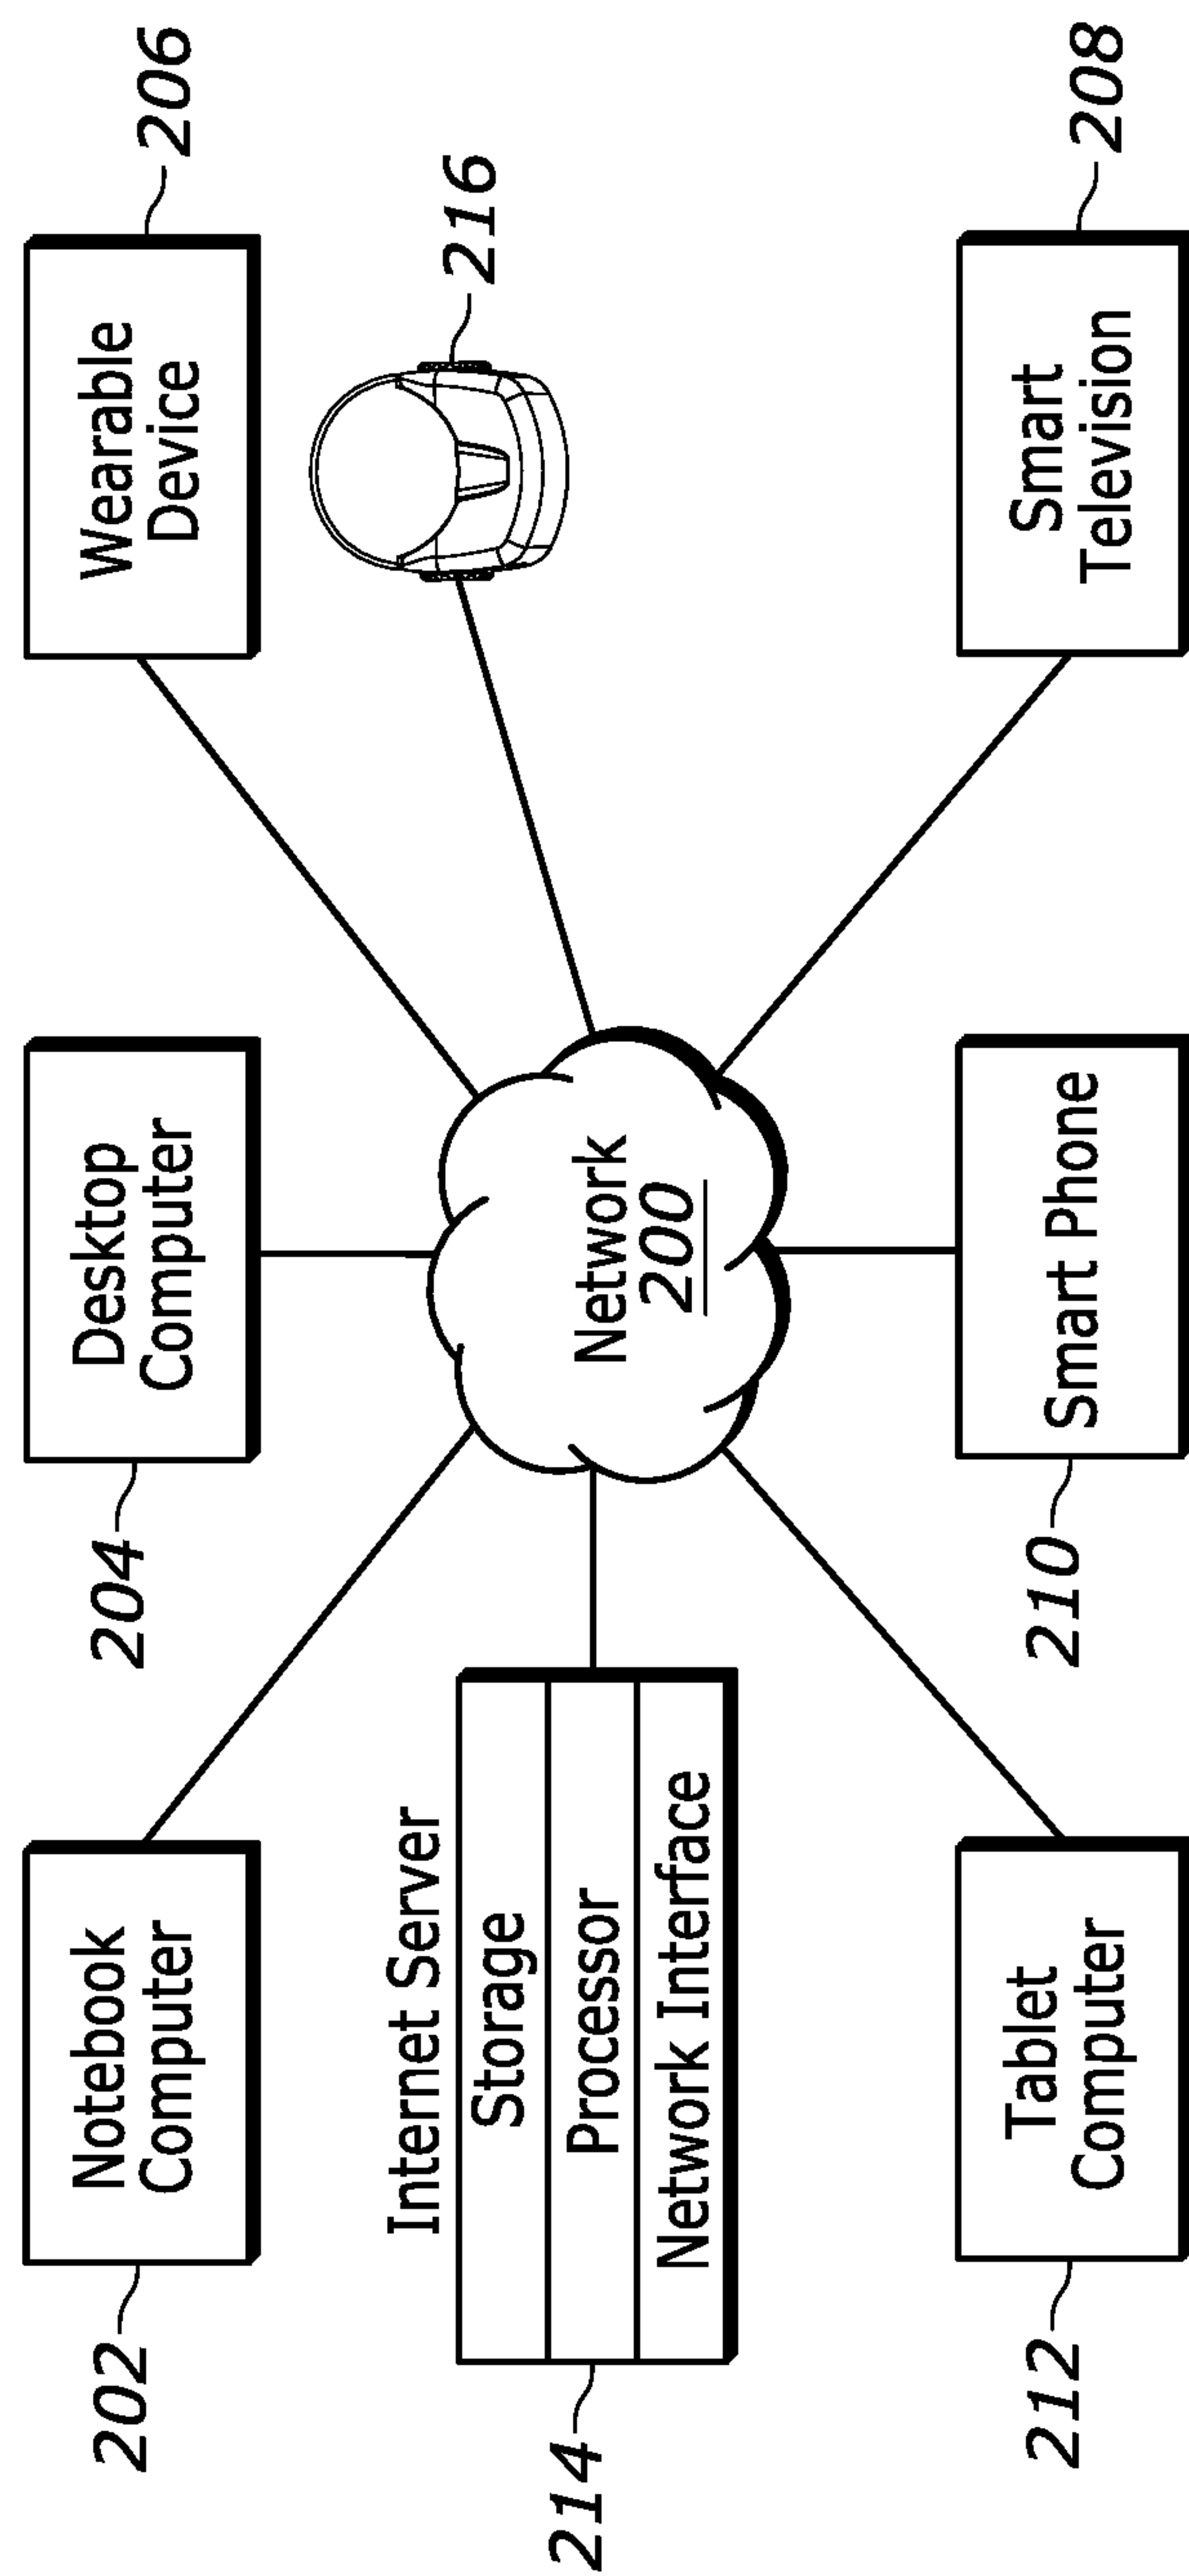 202
Notebook
Computer
204
Desktop
Computer
Wearable
Device
206
216
Internet Server
214
Storage
Processor
Network Interface
Network
200
212
Tablet
Computer
210
Smart Phone
Smart
Television
208